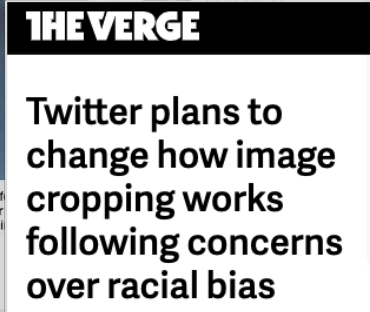 THE VERGE
Twitter plans to
change how image
cropping works
following concerns
over racial bias